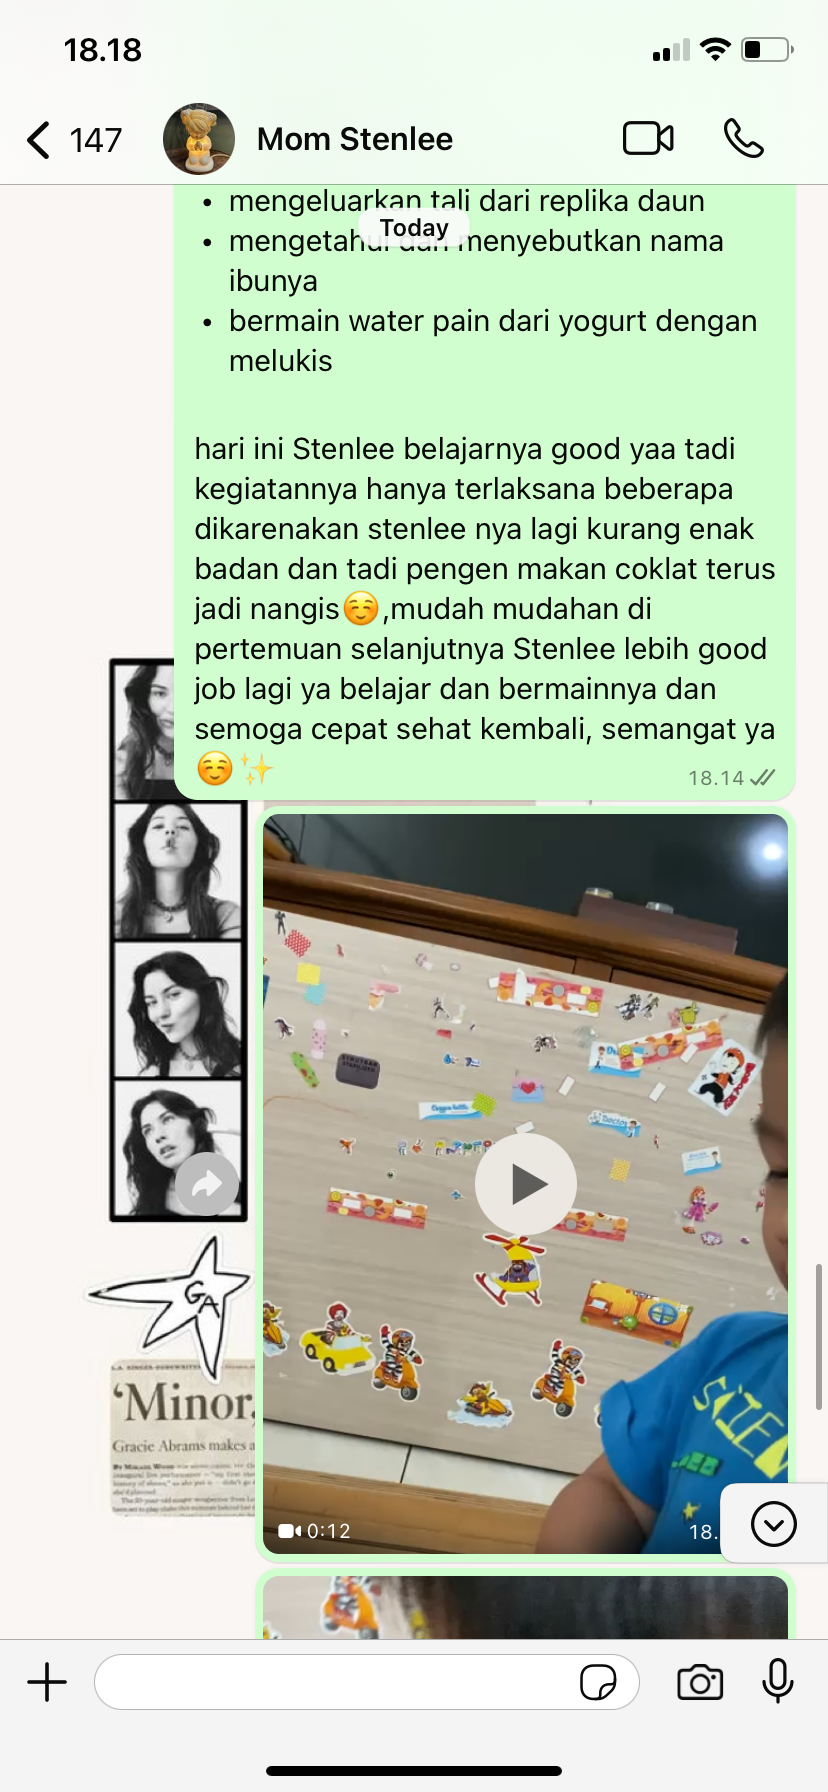 18.18
147
Mom Stenlee
mengeluarkan tali dari replika daun
Today
mengetahui dan menyebutkan nama
ibunya
bermain water pain dari yogurt dengan
melukis
hari ini Stenlee belajarnya good yaa tadi
kegiatannya hanya terlaksana beberapa
dikarenakan stenlee nya lagi kurang enak
badan dan tadi pengen makan coklat terus
jadi nangis☺️,mudah mudahan di
pertemuan selanjutnya Stenlee lebih good
job lagi ya belajar dan bermainnya dan
semoga cepat sehat kembali, semangat ya
☺️✨
18.14
GA
'Minor,
Gracie Abrams makes a
SCIEN
0:12
18.